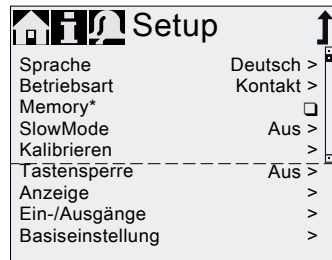 Setup
Sprache Deutsch >
Betriebsart Kontakt >
Memory* ❑
SlowMode Aus >
Kalibrieren >
Tastensperre Aus >
Anzeige >
Ein-/Ausgänge >
Basiseinstellung >